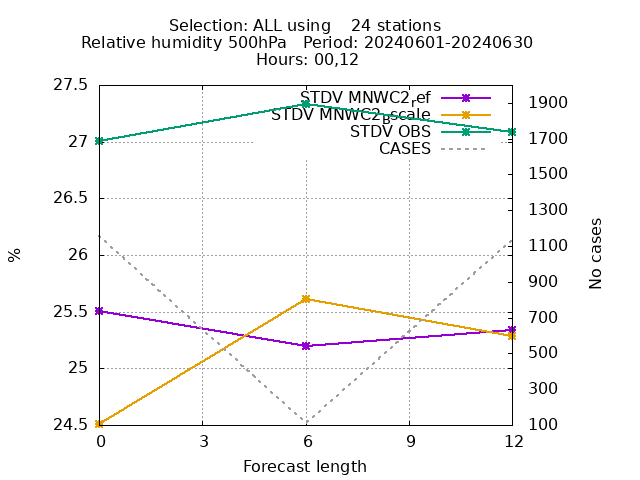 Selection: ALL using    24 stations
Relative humidity 500hPa   Period: 20240601-20240630
Hours: 00,12
27.5
27
26.5
26
25.5
25
24.5
%
STDV MNWC2ref
STDV MNWC2Bscale
STDV OBS
CASES
1900
1700
1500
1300
1100
900
700
500
300
100
No cases
0 3 6 9 12
Forecast length